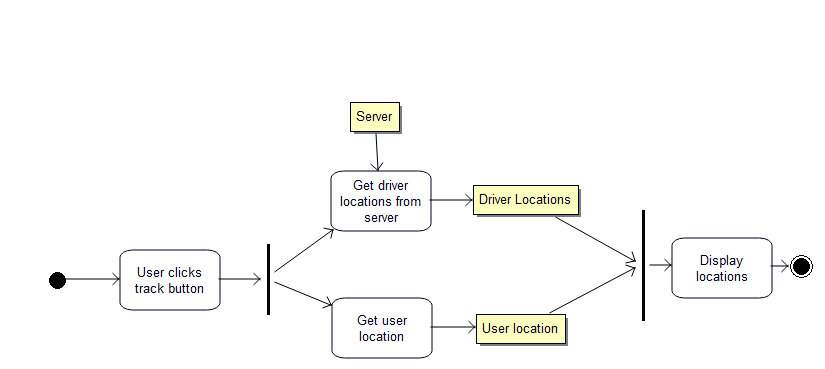 Server
Get driver
locations from
server
Driver Locations
User clicks
track button
Display
locations
Get user
location
User location